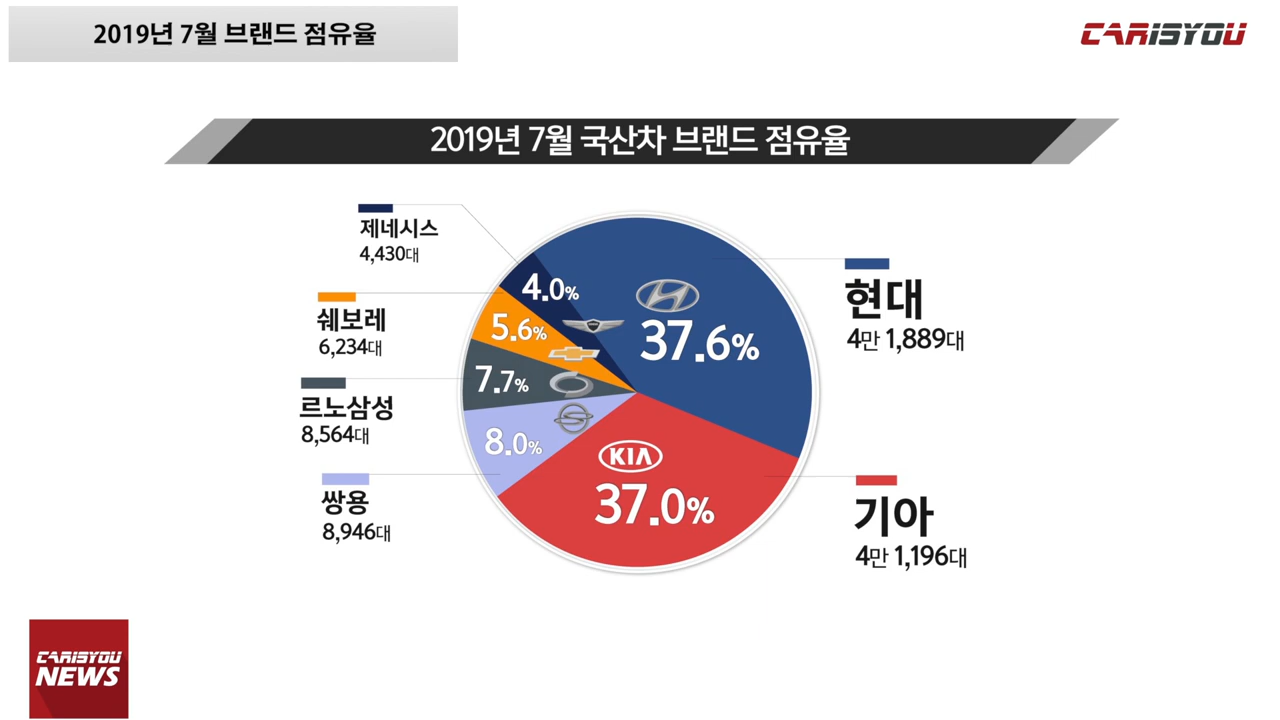 2019년 7월 브랜드 점유율
CARISYOU
2019년 7월 국산차 브랜드 점유율
제네시스
4,430대
4.0%
쉐보레
6,234대
5.6%
르노삼성
8,564대
7.7%
쌍용
8,946대
8.0%
37.6%
현대
4만 1,889대
KIA
37.0%
기아
4만 1,196대
CARISYOU
NEWS